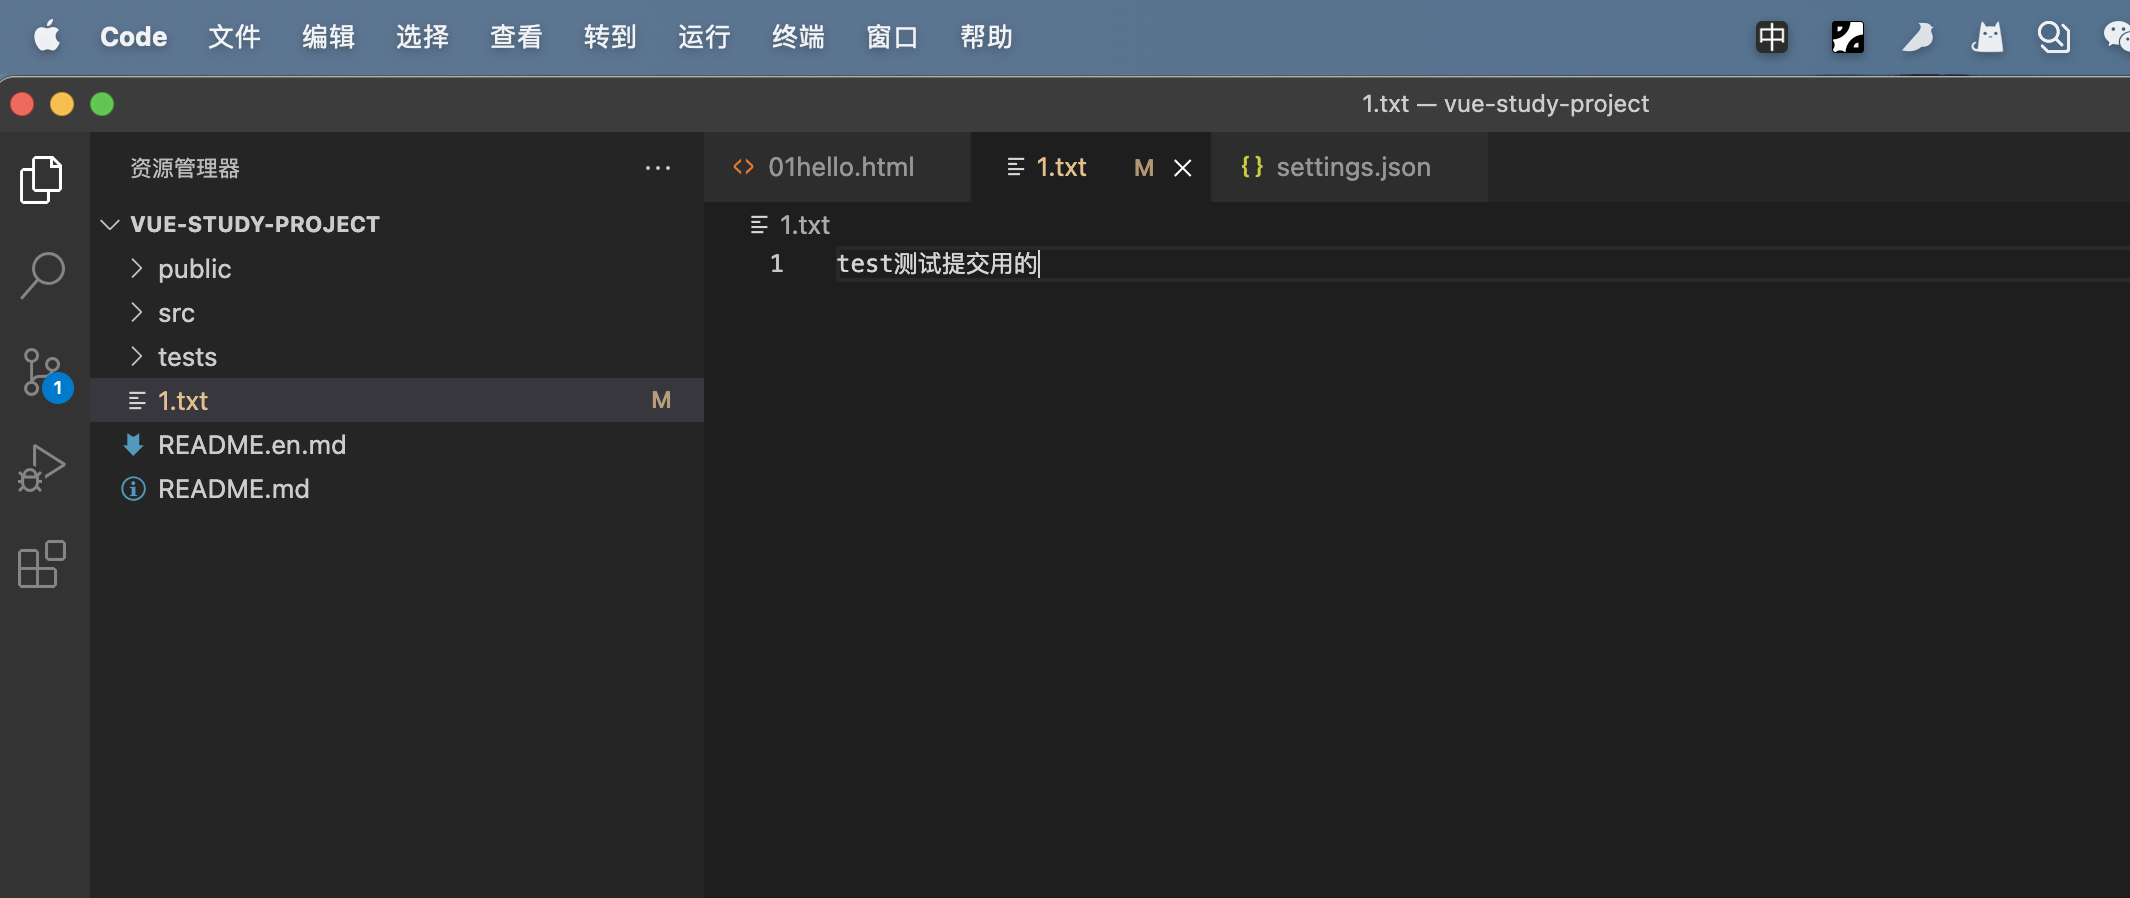 Code 文件 编辑 选择 查看 转到 运行 终端 窗口 帮助 中
1.txt — vue-study-project
资源管理器 ···
VUE-STUDY-PROJECT
public
src
tests
1.txt M
README.en.md
README.md
1
01hello.html 1.txt M settings.json
1.txt
1 test测试提交用的